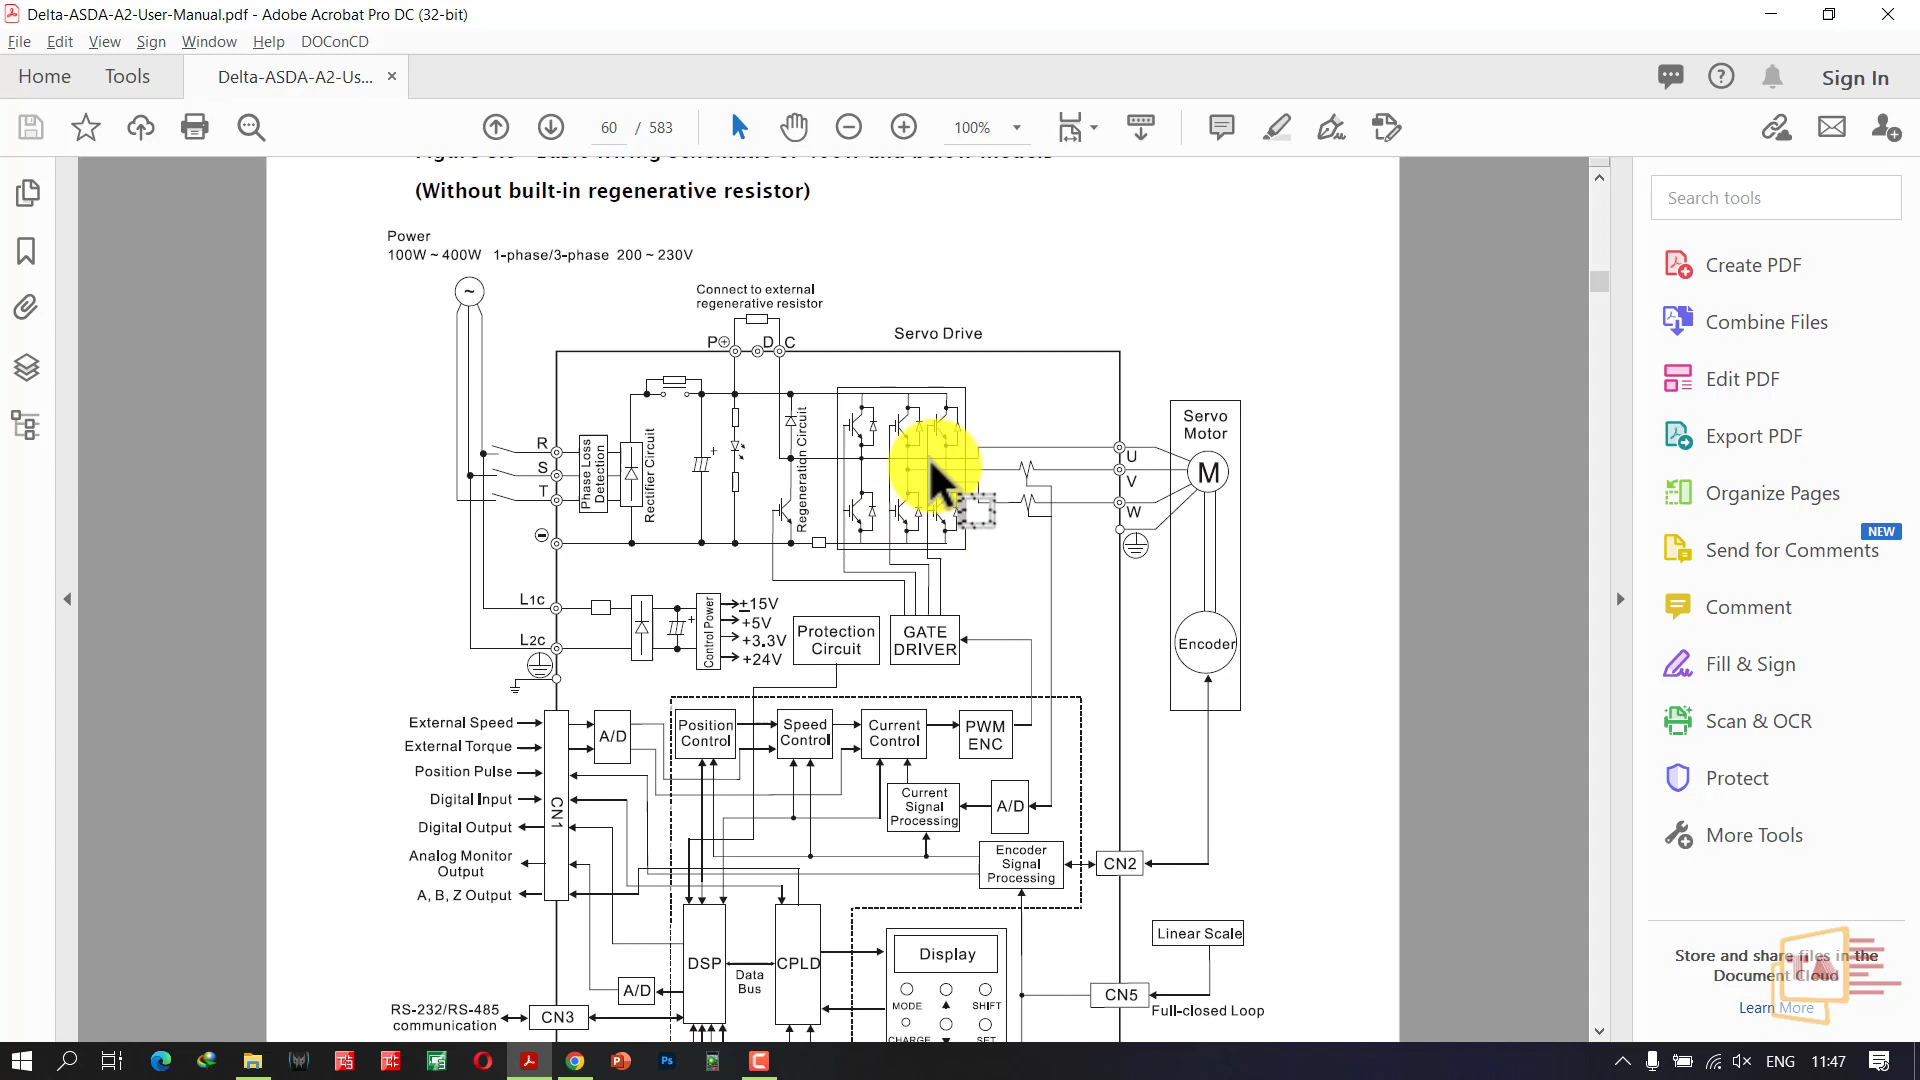 Delta-ASDA-A2-User-Manual.pdf - Adobe Acrobat Pro DC (32-bit)
File Edit View Sign Window Help DOConCD
Home Tools Delta-ASDA-A2-Us... × Sign In
60 / 583 100%
(Without built-in regenerative resistor)
Power
100W ~ 400W 1-phase/3-phase 200 ~ 230V
~
Connect to external
regenerative resistor
Servo Drive
P⊕ D C
Servo
Motor
R
S
T
Phase Loss
Detection
Rectifier Circuit
+
Regeneration Circuit
U
V
W
M
⊖
L1c
L2c
+
Control Power
±15V
+5V
+3.3V
+24V
Protection
Circuit
GATE
DRIVER
Encoder
External Speed
External Torque
Position Pulse
Digital Input
Digital Output
Analog Monitor
Output
A, B, Z Output
CN1
A/D
Position
Control
Speed
Control
Current
Control
PWM
ENC
Current
Signal
Processing
A/D
Encoder
Signal
Processing
CN2
DSP
Data
Bus
CPLD
Display
MODE
SHIFT
CHARGE
SET
Linear Scale
CN5
Full-closed Loop
A/D
RS-232/RS-485
communication
CN3
Search tools
Create PDF
Combine Files
Edit PDF
Export PDF
Comment
Organize Pages
NEW
Send for Comments
Comment
Fill & Sign
Scan & OCR
Protect
More Tools
Store and share files in the
Document Cloud
Learn More
ENG 11:47